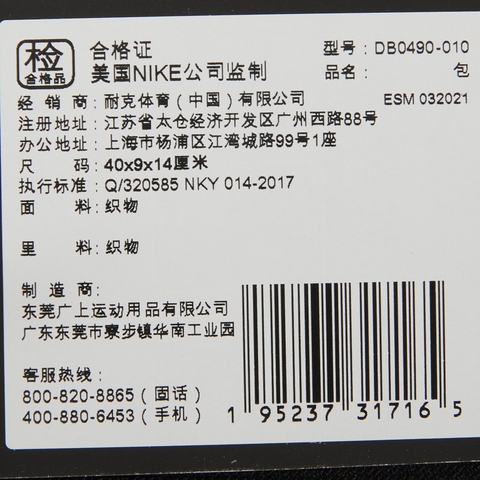 检
合格品
合格证
美国NIKE公司监制
型号：DB0490-010
品名：包
经销商：耐克体育（中国）有限公司 ESM 032021
注册地址：江苏省太仓经济开发区广州西路88号
办公地址：上海市杨浦区江湾城路99号1座
尺码：40x9x14厘米
执行标准：Q/320585 NKY 014-2017
面料：织物
里料：织物
制造商：
东莞广上运动用品有限公司
广东东莞市寮步镇华南工业园
客服热线：
800-820-8865（固话）
400-880-6453（手机）
1 95237 31716 5